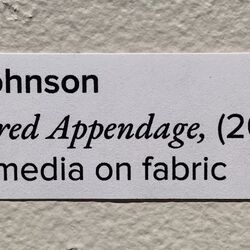 ohnson
red Appendage, (20
media on fabric